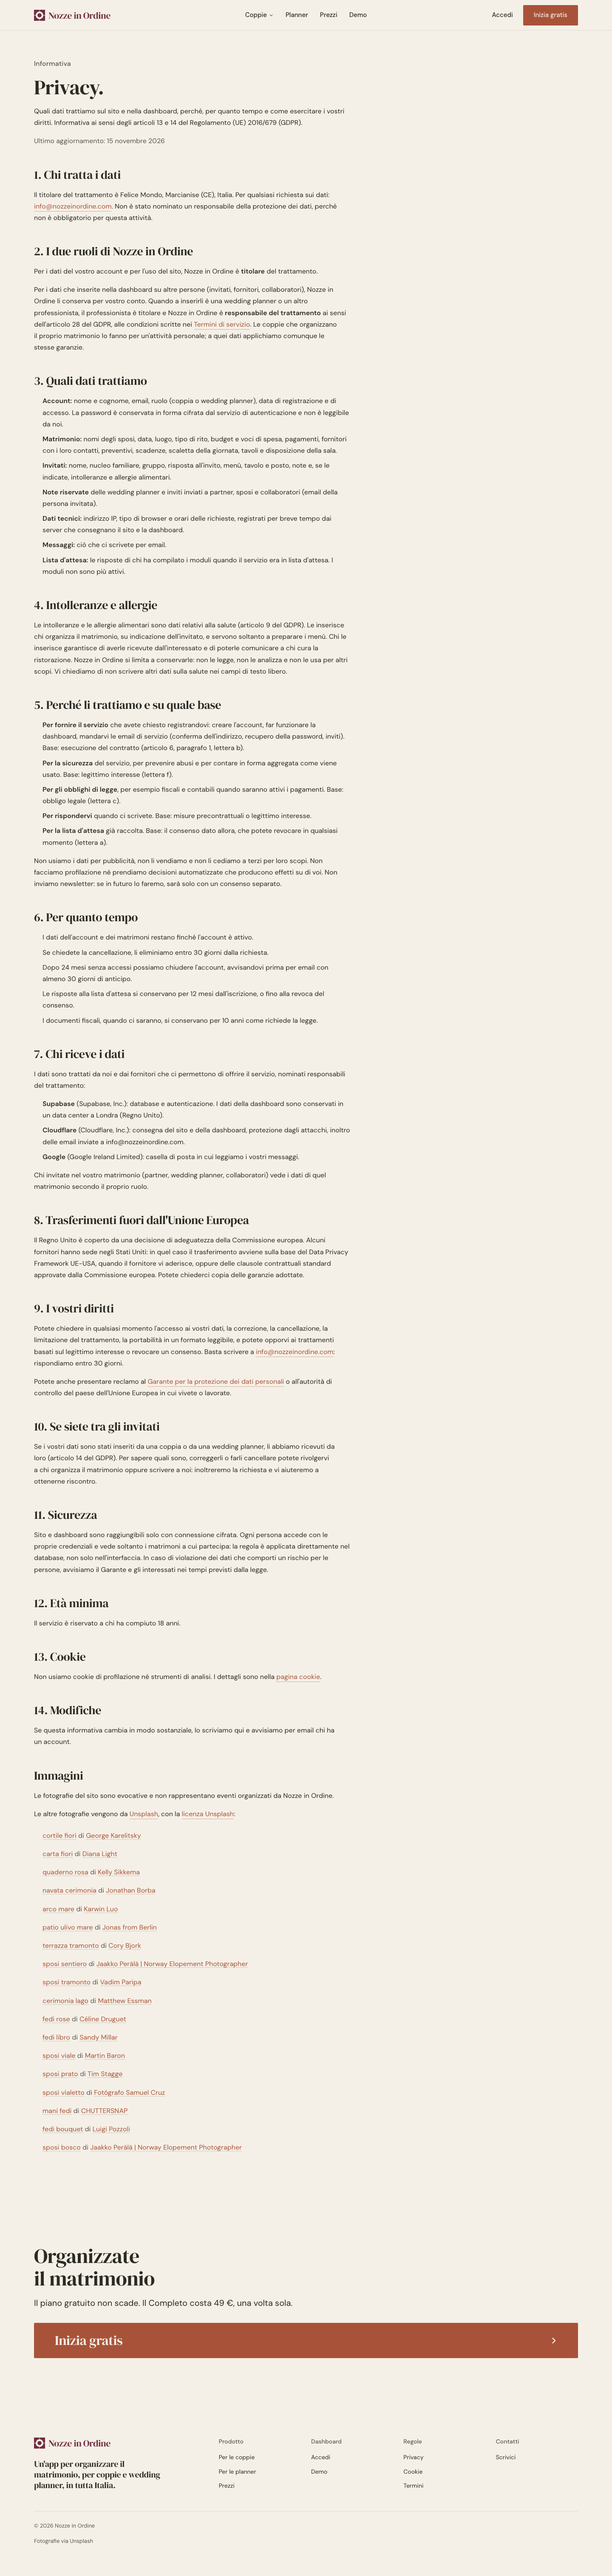 Nozze in Ordine
Coppie
Planner
Prezzi
Demo
Accedi
Inizia gratis
Informativa
Privacy.
Quali dati trattiamo sul sito e nella dashboard, perché, per quanto tempo e come esercitare i vostri
diritti. Informativa ai sensi degli articoli 13 e 14 del Regolamento (UE) 2016/679 (GDPR).
Ultimo aggiornamento: 15 novembre 2026
1. Chi tratta i dati
Il titolare del trattamento è Felice Mondo, Marcianise (CE), Italia. Per qualsiasi richiesta sui dati:
info@nozzeinordine.com. Non è stato nominato un responsabile della protezione dei dati, perché
non è obbligatorio per questa attività.
2. I due ruoli di Nozze in Ordine
Per i dati del vostro account e per l'uso del sito, Nozze in Ordine è titolare del trattamento.
Per i dati che inserite nella dashboard su altre persone (invitati, fornitori, collaboratori), Nozze in
Ordine li conserva per vostro conto. Quando a inserirli è una wedding planner o un altro
professionista, il professionista è titolare e Nozze in Ordine è responsabile del trattamento ai sensi
dell'articolo 28 del GDPR, alle condizioni scritte nei Termini di servizio. Le coppie che organizzano
il proprio matrimonio lo fanno per un'attività personale; a quei dati applichiamo comunque le
stesse garanzie.
3. Quali dati trattiamo
Account: nome e cognome, email, ruolo (coppia o wedding planner), data di registrazione e di
accesso. La password è conservata in forma cifrata dal servizio di autenticazione e non è leggibile
da noi.
Matrimonio: nomi degli sposi, data, luogo, tipo di rito, budget e voci di spesa, pagamenti, fornitori
con i loro contatti, preventivi, scadenze, scaletta della giornata, tavoli e disposizione della sala.
Invitati: nome, nucleo familiare, gruppo, risposta all'invito, menù, tavolo e posto, note e, se le
indicate, intolleranze e allergie alimentari.
Note riservate delle wedding planner e inviti inviati a partner, sposi e collaboratori (email della
persona invitata).
Dati tecnici: indirizzo IP, tipo di browser e orari delle richieste, registrati per breve tempo dai
server che consegnano il sito e la dashboard.
Messaggi: ciò che ci scrivete per email.
Lista d'attesa: le risposte di chi ha compilato i moduli quando il servizio era in lista d'attesa. I
moduli non sono più attivi.
4. Intolleranze e allergie
Le intolleranze e le allergie alimentari sono dati relativi alla salute (articolo 9 del GDPR). Le inserisce
chi organizza il matrimonio, su indicazione dell'invitato, e servono soltanto a preparare i menù. Chi le
inserisce garantisce di averle ricevute dall'interessato e di poterle comunicare a chi cura la
ristorazione. Nozze in Ordine si limita a conservarle: non le legge, non le analizza e non le usa per altri
scopi. Vi chiediamo di non scrivere altri dati sulla salute nei campi di testo libero.
5. Perché li trattiamo e su quale base
Per fornire il servizio che avete chiesto registrandovi: creare l'account, far funzionare la
dashboard, mandarvi le email di servizio (conferma dell'indirizzo, recupero della password, inviti).
Base: esecuzione del contratto (articolo 6, paragrafo 1, lettera b).
Per la sicurezza del servizio, per prevenire abusi e per contare in forma aggregata come viene
usato. Base: legittimo interesse (lettera f).
Per gli obblighi di legge, per esempio fiscali e contabili quando saranno attivi i pagamenti. Base:
obbligo legale (lettera c).
Per rispondervi quando ci scrivete. Base: misure precontrattuali o legittimo interesse.
Per la lista d'attesa già raccolta. Base: il consenso dato allora, che potete revocare in qualsiasi
momento (lettera a).
Non usiamo i dati per pubblicità, non li vendiamo e non li cediamo a terzi per loro scopi. Non
facciamo profilazione né prendiamo decisioni automatizzate che producono effetti su di voi. Non
inviamo newsletter: se in futuro lo faremo, sarà solo con un consenso separato.
6. Per quanto tempo
I dati dell'account e dei matrimoni restano finché l'account è attivo.
Se chiedete la cancellazione, li eliminiamo entro 30 giorni dalla richiesta.
Dopo 24 mesi senza accessi possiamo chiudere l'account, avvisandovi prima per email con
almeno 30 giorni di anticipo.
Le risposte alla lista d'attesa si conservano per 12 mesi dall'iscrizione, o fino alla revoca del
consenso.
I documenti fiscali, quando ci saranno, si conservano per 10 anni come richiede la legge.
7. Chi riceve i dati
I dati sono trattati da noi e dai fornitori che ci permettono di offrire il servizio, nominati responsabili
del trattamento:
Supabase (Supabase, Inc.): database e autenticazione. I dati della dashboard sono conservati in
un data center a Londra (Regno Unito).
Cloudflare (Cloudflare, Inc.): consegna del sito e della dashboard, protezione dagli attacchi, inoltro
delle email inviate a info@nozzeinordine.com.
Google (Google Ireland Limited): casella di posta in cui leggiamo i vostri messaggi.
Chi invitate nel vostro matrimonio (partner, wedding planner, collaboratori) vede i dati di quel
matrimonio secondo il proprio ruolo.
8. Trasferimenti fuori dall'Unione Europea
Il Regno Unito è coperto da una decisione di adeguatezza della Commissione europea. Alcuni
fornitori hanno sede negli Stati Uniti: in quel caso il trasferimento avviene sulla base del Data Privacy
Framework UE-USA, quando il fornitore vi aderisce, oppure delle clausole contrattuali standard
approvate dalla Commissione europea. Potete chiederci copia delle garanzie adottate.
9. I vostri diritti
Potete chiedere in qualsiasi momento l'accesso ai vostri dati, la correzione, la cancellazione, la
limitazione del trattamento, la portabilità in un formato leggibile, e potete opporvi ai trattamenti
basati sul legittimo interesse o revocare un consenso. Basta scrivere a info@nozzeinordine.com:
rispondiamo entro 30 giorni.
Potete anche presentare reclamo al Garante per la protezione dei dati personali o all'autorità di
controllo del paese dell'Unione Europea in cui vivete o lavorate.
10. Se siete tra gli invitati
Se i vostri dati sono stati inseriti da una coppia o da una wedding planner, li abbiamo ricevuti da
loro (articolo 14 del GDPR). Per sapere quali sono, correggerli o farli cancellare potete rivolgervi
a chi organizza il matrimonio oppure scrivere a noi: inoltreremo la richiesta e vi aiuteremo a
ottenerne riscontro.
11. Sicurezza
Sito e dashboard sono raggiungibili solo con connessione cifrata. Ogni persona accede con le
proprie credenziali e vede soltanto i matrimoni a cui partecipa: la regola è applicata direttamente nel
database, non solo nell'interfaccia. In caso di violazione dei dati che comporti un rischio per le
persone, avvisiamo il Garante e gli interessati nei tempi previsti dalla legge.
12. Età minima
Il servizio è riservato a chi ha compiuto 18 anni.
13. Cookie
Non usiamo cookie di profilazione né strumenti di analisi. I dettagli sono nella pagina cookie.
14. Modifiche
Se questa informativa cambia in modo sostanziale, lo scriviamo qui e avvisiamo per email chi ha
un account.
Immagini
Le fotografie del sito sono evocative e non rappresentano eventi organizzati da Nozze in Ordine.
Le altre fotografie vengono da Unsplash, con la licenza Unsplash:
cortile fiori di George Karelitsky
carta fiori di Diana Light
quaderno rosa di Kelly Sikkema
navata cerimonia di Jonathan Borba
arco mare di Karwin Luo
patio ulivo mare di Jonas from Berlin
terrazza tramonto di Cory Bjork
sposi sentiero di Jaakko Perälä | Norway Elopement Photographer
sposi tramonto di Vadim Paripa
cerimonia lago di Matthew Essman
fedi rose di Céline Druguet
fedi libro di Sandy Millar
sposi viale di Martin Baron
sposi prato di Tim Stagge
sposi vialetto di Fotógrafo Samuel Cruz
mani fedi di CHUTTERSNAP
fedi bouquet di Luigi Pozzoli
sposi bosco di Jaakko Perälä | Norway Elopement Photographer
Organizzate
il matrimonio
Il piano gratuito non scade. Il Completo costa 49 €, una volta sola.
Inizia gratis
Nozze in Ordine
Un'app per organizzare il
matrimonio, per coppie e wedding
planner, in tutta Italia.
Prodotto
Per le coppie
Per le planner
Prezzi
Dashboard
Accedi
Demo
Regole
Privacy
Cookie
Termini
Contatti
Scrivici
© 2026 Nozze in Ordine
Fotografie via Unsplash